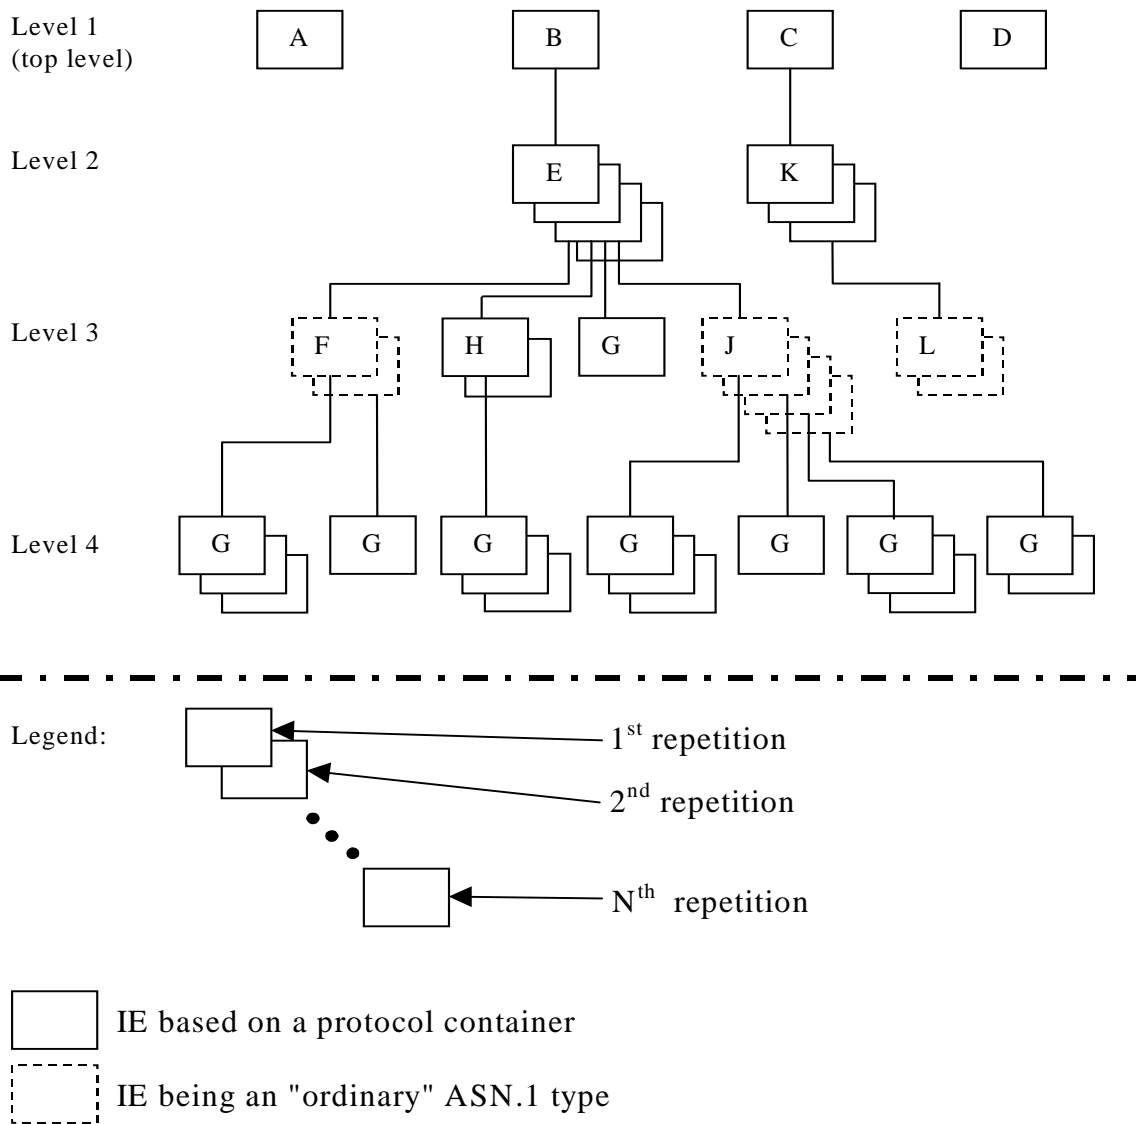 Level 1
(top level)
A
B
C
D
Level 2
E
K
Level 3
F
H
G
J
L
Level 4
G
G
G
G
G
G
G
Legend:
1st repetition
2nd repetition
Nth repetition
IE based on a protocol container
IE being an "ordinary" ASN.1 type